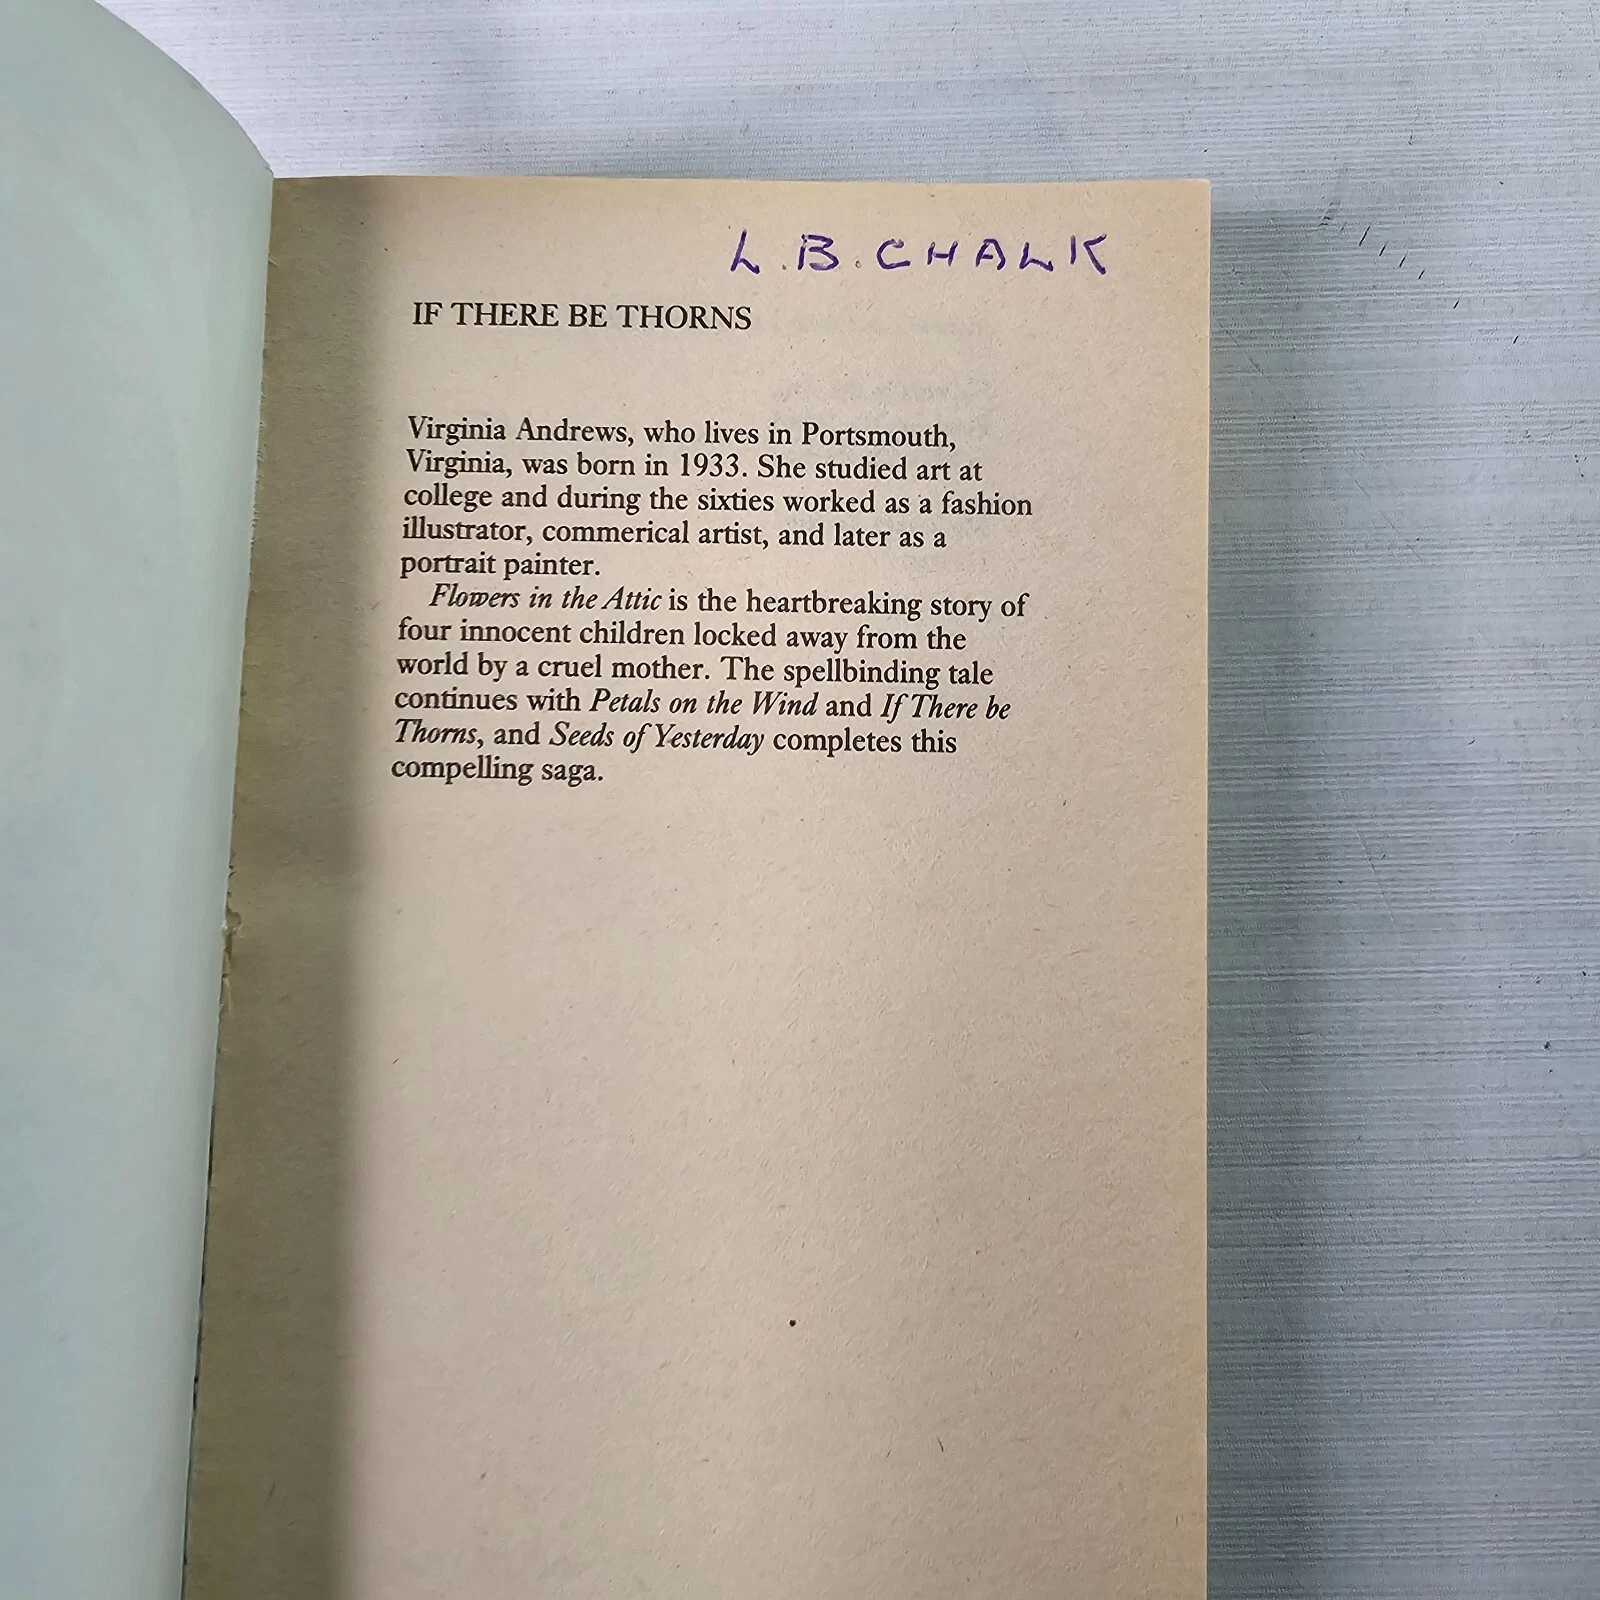 L.B.CHALK
IF THERE BE THORNS
Virginia Andrews, who lives in Portsmouth,
Virginia, was born in 1933. She studied art at
college and during the sixties worked as a fashion
illustrator, commerical artist, and later as a
portrait painter.
Flowers in the Attic is the heartbreaking story of
four innocent children locked away from the
world by a cruel mother. The spellbinding tale
continues with Petals on the Wind and If There be
Thorns, and Seeds of Yesterday completes this
compelling saga.